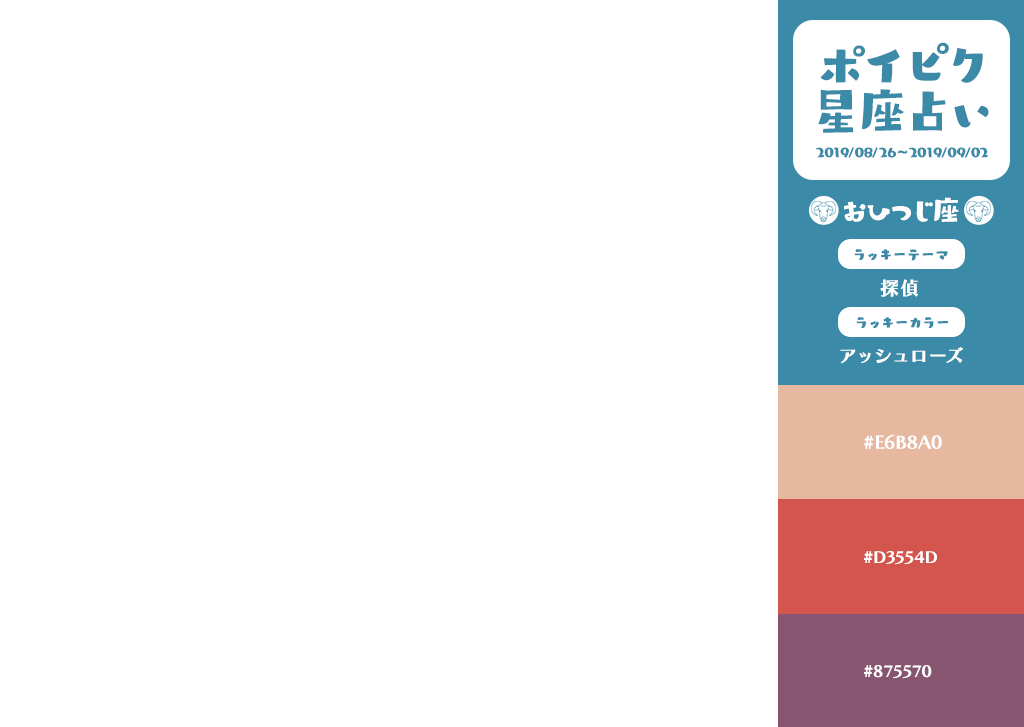 ポイピク
星座占い
2019/08/26~2019/09/02
おひつじ座
ラッキーテーマ
探偵
ラッキーカラー
アッシュローズ
#E6B8A0
#D3554D
#875570